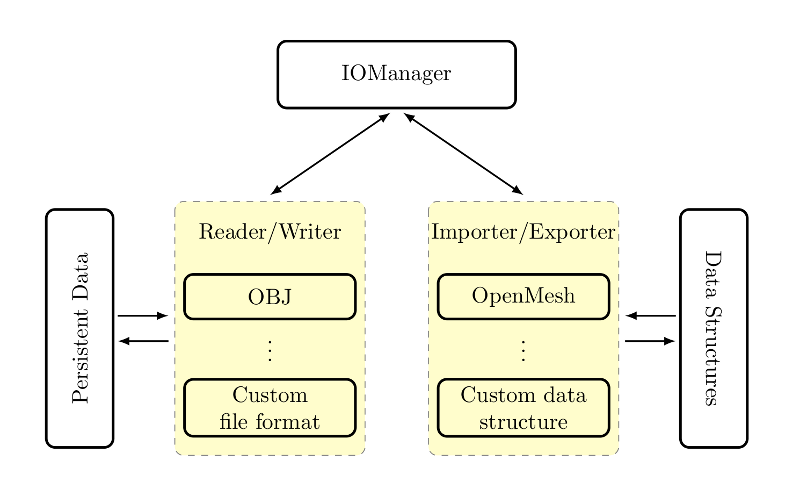 IOManager
Reader/Writer
Importer/Exporter
Persistent Data
OBJ
OpenMesh
Data Structures
⋮
⋮
Custom
file format
Custom data
structure